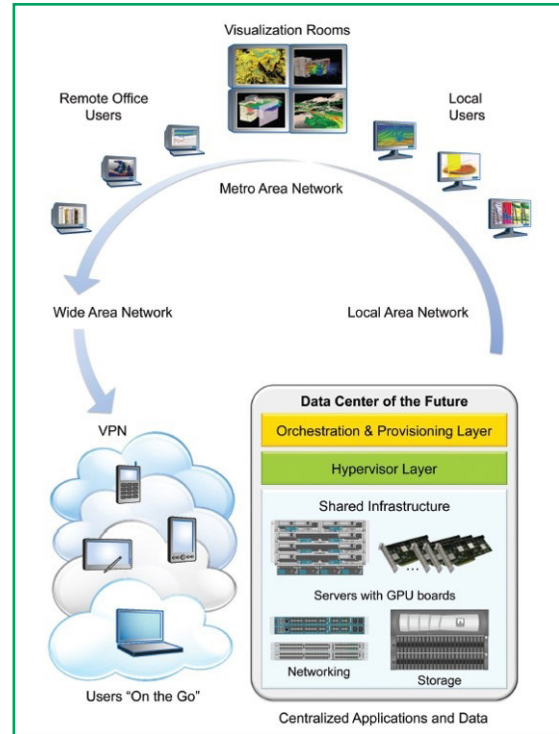 Visualization Rooms
Remote Office
Users
Local
Users
Metro Area Network
Wide Area Network
Local Area Network
VPN
Users “On the Go”
Data Center of the Future
Orchestration & Provisioning Layer
Hypervisor Layer
Shared Infrastructure
Servers with GPU boards
Networking
Storage
Centralized Applications and Data